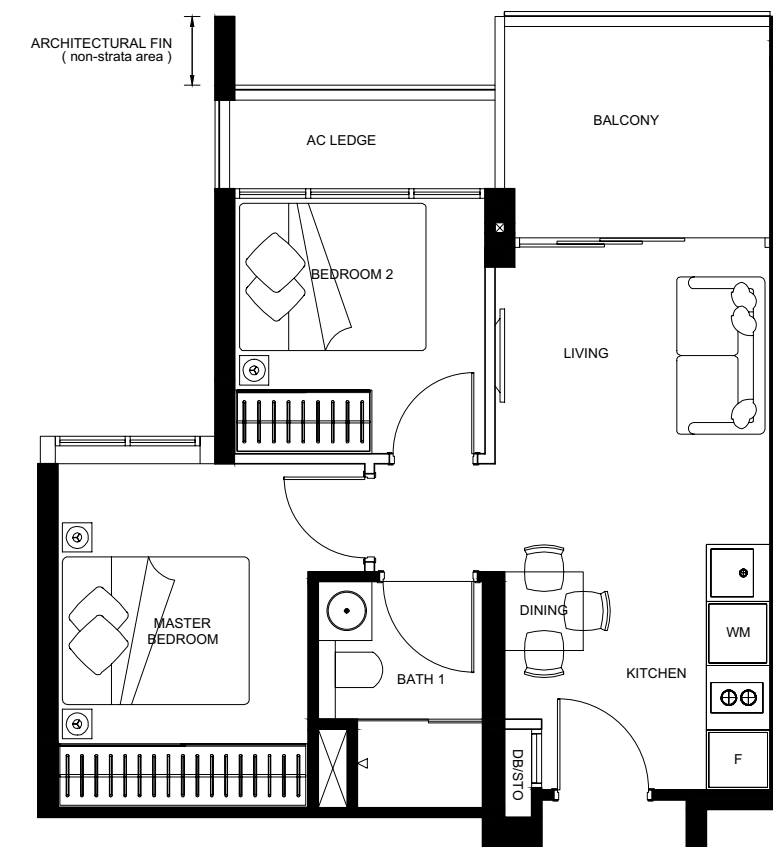 ARCHITECTURAL FIN
( non-strata area )
AC LEDGE
BALCONY
BEDROOM 2
LIVING
MASTER
BEDROOM
BATH 1
DINING
KITCHEN
WM
F
DB/STO